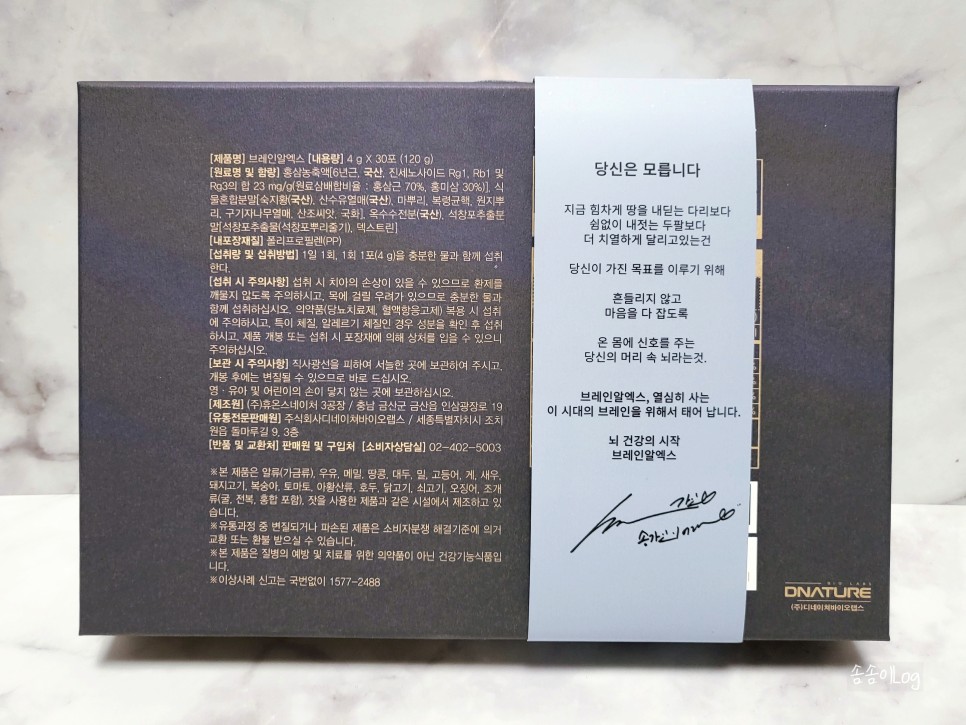 [제품명] 브레인알엑스 [내용량] 4 g X 30포 (120 g)
[원료명 및 함량] 홍삼농축액[6년근, 국산, 진세노사이드 Rg1, Rb1 및
Rg3의 합 23 mg/g(원료삼배합비율 : 홍삼근 70%, 홍미삼 30%)], 식
물혼합분말[숙지황(국산), 산수유열매(국산), 마뿌리, 복령균핵, 원지뿌
리, 구기자나무열매, 산조씨앗, 국화], 옥수수전분(국산), 석창포추출분
말[석창포추출물(석창포뿌리줄기), 덱스트린]
[내포장재질] 폴리프로필렌(PP)
[섭취량 및 섭취방법] 1일 1회, 1회 1포(4 g)을 충분한 물과 함께 섭취
한다.
[섭취 시 주의사항] 섭취 시 치아의 손상이 있을 수 있으므로 환제를
깨물지 않도록 주의하시고, 목에 걸릴 우려가 있으므로 충분한 물과
함께 섭취하십시오. 의약품(당뇨치료제, 혈액항응고제) 복용 시 섭취
에 주의하시고, 특이 체질, 알레르기 체질인 경우 성분을 확인 후 섭취
하시고, 제품 개봉 또는 섭취 시 포장재에 의해 상처를 입을 수 있으니
주의하십시오.
[보관 시 주의사항] 직사광선을 피하여 서늘한 곳에 보관하여 주시고,
개봉 후에는 변질될 수 있으므로 바로 드십시오.
영·유아 및 어린이의 손이 닿지 않는 곳에 보관하십시오.
[제조원] (주)휴온스네이처 3공장 / 충남 금산군 금산읍 인삼광장로 19
[유통전문판매원] 주식회사디네이쳐바이오랩스 / 세종특별자치시 조치
원읍 돌마루길 9, 3층
[반품 및 교환처] 판매원 및 구입처 [소비자상담실] 02-402-5003
※본 제품은 알류(가금류), 우유, 메밀, 땅콩, 대두, 밀, 고등어, 게, 새우,
돼지고기, 복숭아, 토마토, 아황산류, 호두, 닭고기, 쇠고기, 오징어, 조개
류(굴, 전복, 홍합 포함), 잣을 사용한 제품과 같은 시설에서 제조하고 있
습니다.
※유통과정 중 변질되거나 파손된 제품은 소비자분쟁 해결기준에 의거
교환 또는 환불 받으실 수 있습니다.
※본 제품은 질병의 예방 및 치료를 위한 의약품이 아닌 건강기능식품입
니다.
※이상사례 신고는 국번없이 1577-2488
당신은 모릅니다
지금 힘차게 땅을 내딛는 다리보다
쉼없이 내젓는 두팔보다
더 치열하게 달리고있는건
당신이 가진 목표를 이루기 위해
흔들리지 않고
마음을 다 잡도록
온 몸에 신호를 주는
당신의 머리 속 뇌라는것.
브레인알엑스, 열심히 사는
이 시대의 브레인을 위해서 태어 납니다.
뇌 건강의 시작
브레인알엑스
BIO LABS
DNATURE
(주)디네이쳐바이오랩스
송송이Log